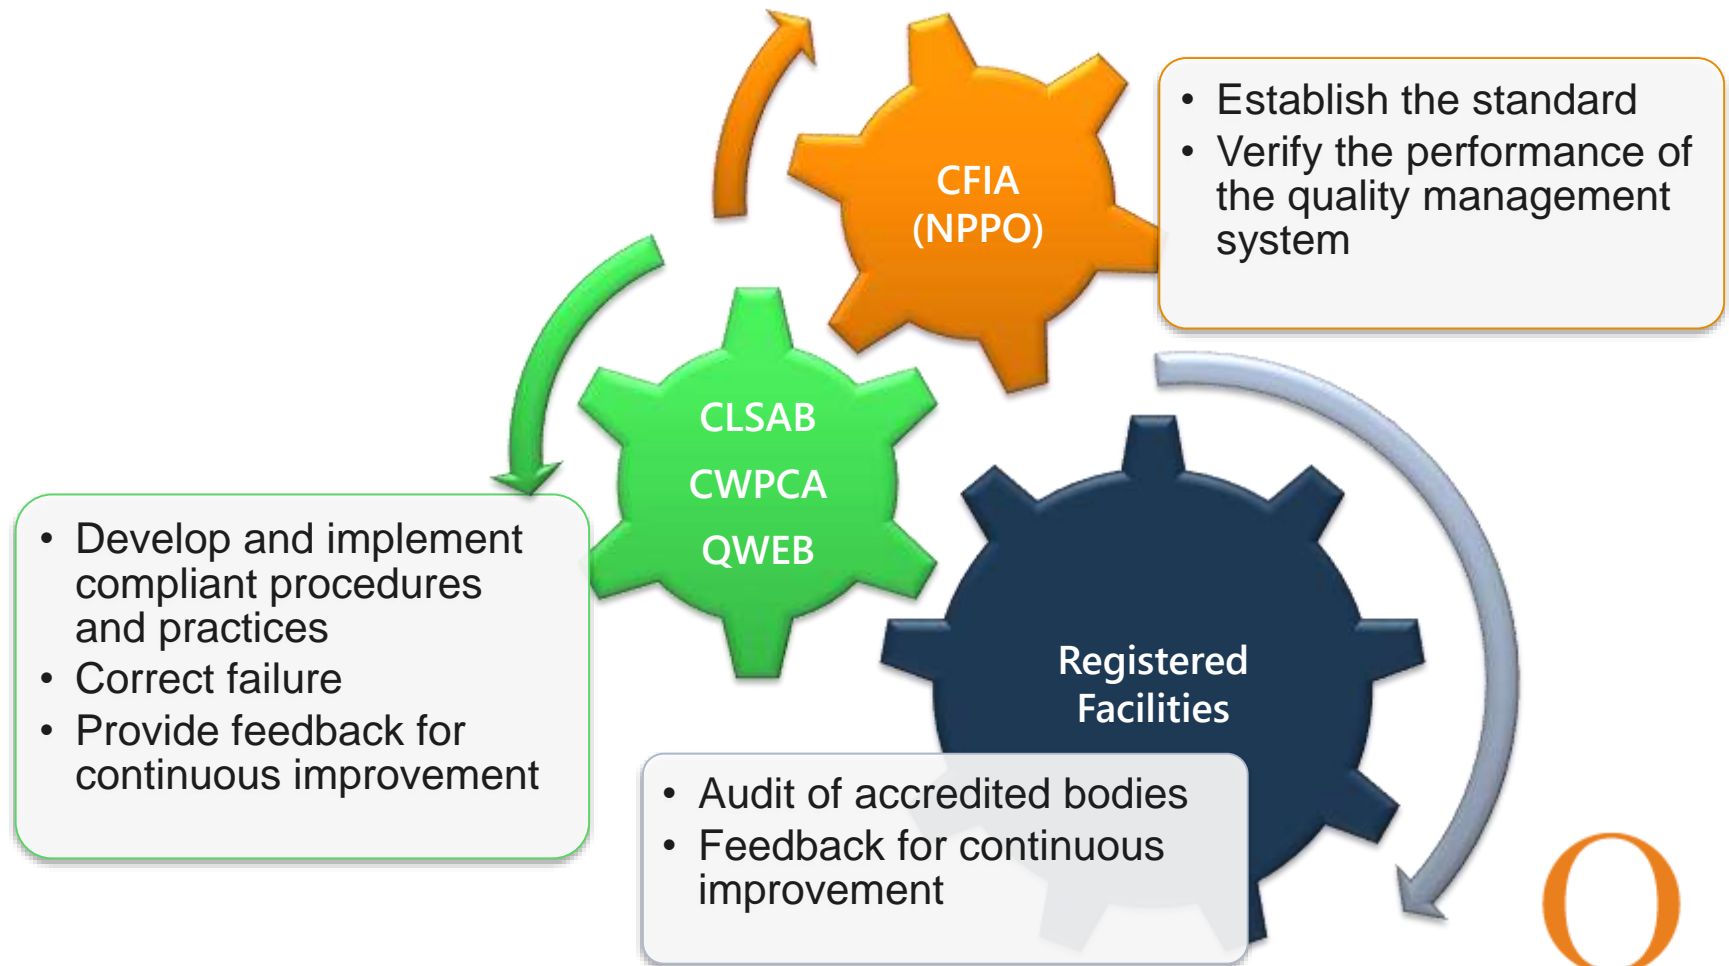 CFIA
(NPPO)
• Establish the standard
• Verify the performance of
the quality management
system
CLSAB
CWPCA
QWEB
• Develop and implement
compliant procedures
and practices
• Correct failure
• Provide feedback for
continuous improvement
Registered
Facilities
• Audit of accredited bodies
• Feedback for continuous
improvement
O